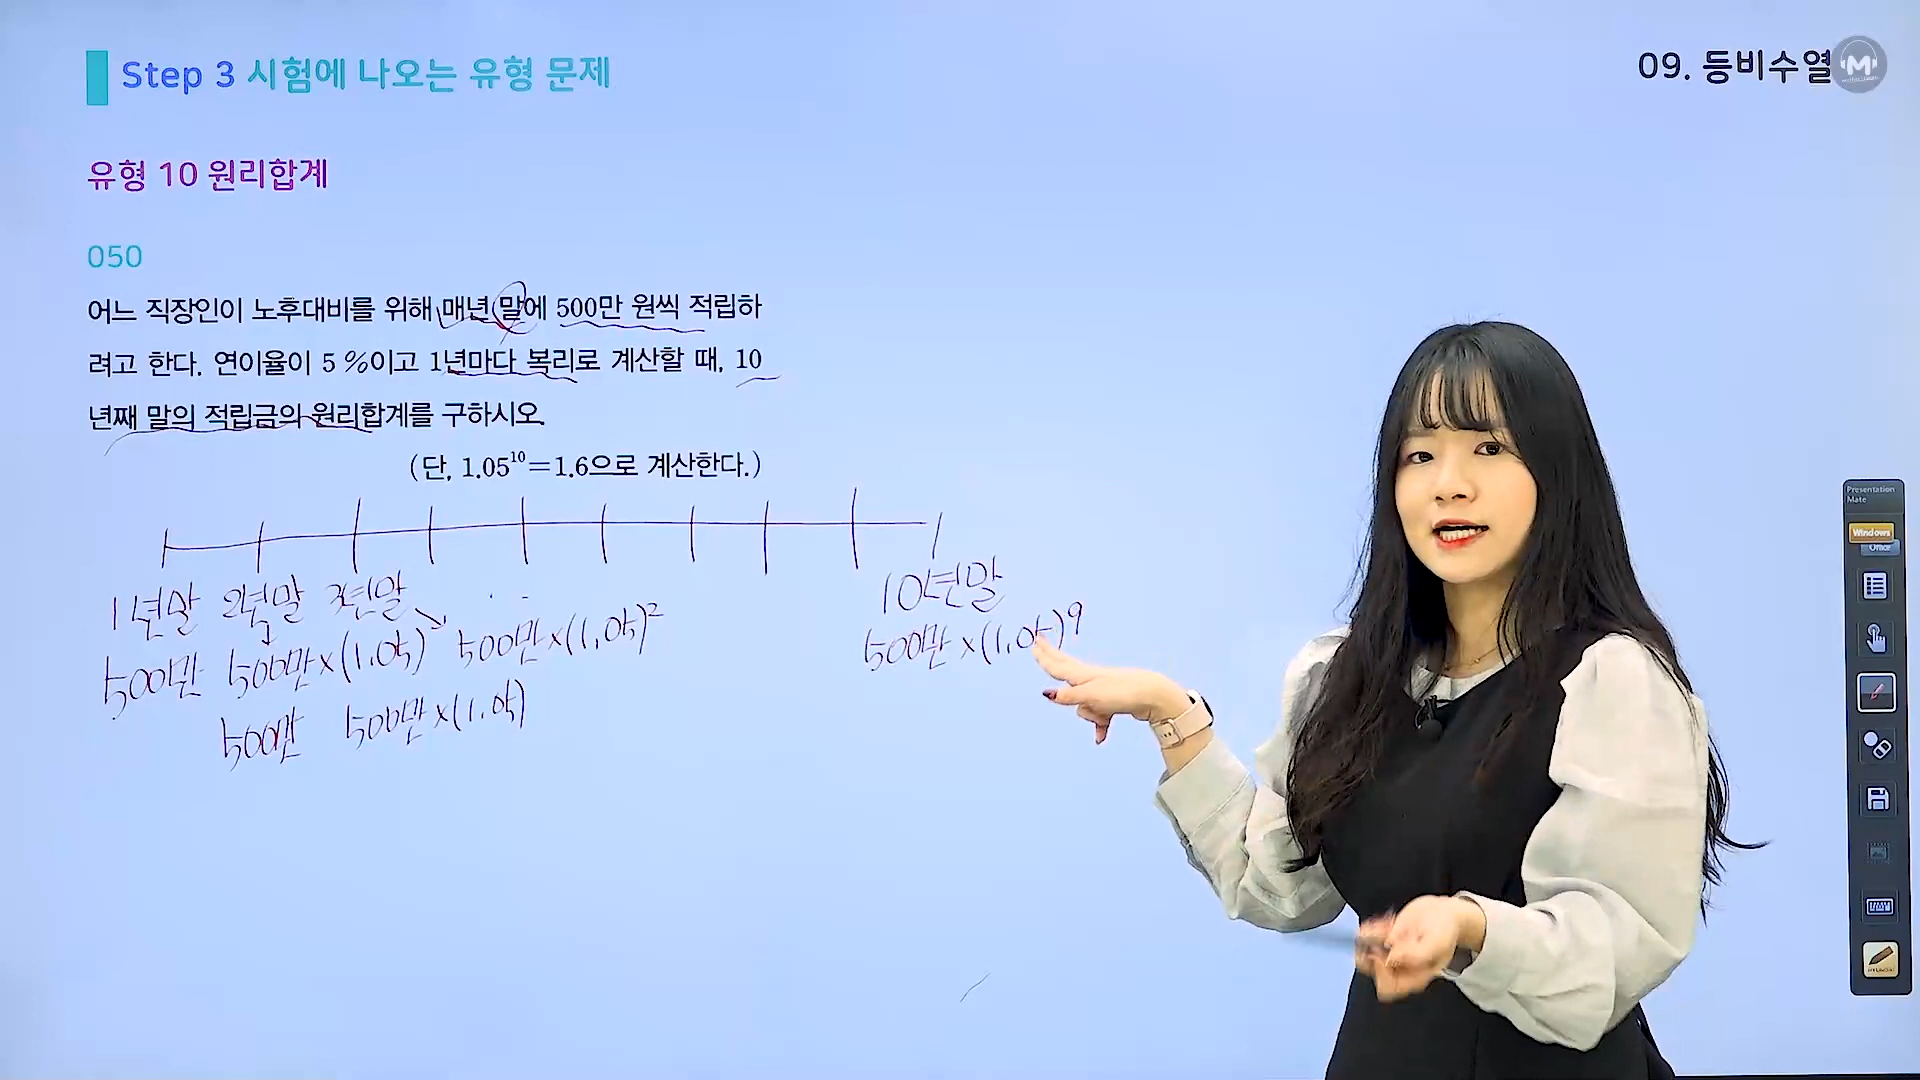 Step 3 시험에 나오는 유형 문제
09. 등비수열
M
유형 10 원리합계
050
어느 직장인이 노후대비를 위해 매년 말에 500만 원씩 적립하
려고 한다. 연이율이 5 %이고 1년마다 복리로 계산할 때, 10
년째 말의 적립금의 원리합계를 구하시오.
(단, 1.05¹⁰=1.6으로 계산한다.)
1년말 2년말 3년말 10년말
500만 500만×(1.05) 500만×(1.05)² 500만×(1.05)⁹
500만 500만×(1.05)
Presentation
Mate
Windows
Office